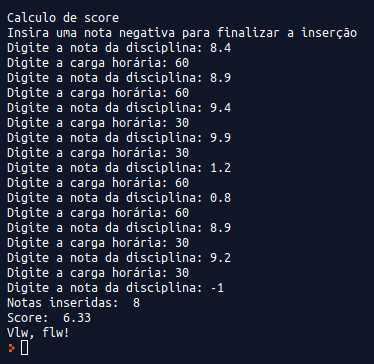 Calculo de score
Insira uma nota negativa para finalizar a inserção
Digite a nota da disciplina: 8.4
Digite a carga horária: 60
Digite a nota da disciplina: 8.9
Digite a carga horária: 60
Digite a nota da disciplina: 9.4
Digite a carga horária: 30
Digite a nota da disciplina: 9.9
Digite a carga horária: 30
Digite a nota da disciplina: 1.2
Digite a carga horária: 60
Digite a nota da disciplina: 0.8
Digite a carga horária: 60
Digite a nota da disciplina: 8.9
Digite a carga horária: 30
Digite a nota da disciplina: 9.2
Digite a carga horária: 30
Digite a nota da disciplina: -1
Notas inseridas:  8
Score:  6.33
Vlw, flw!
>